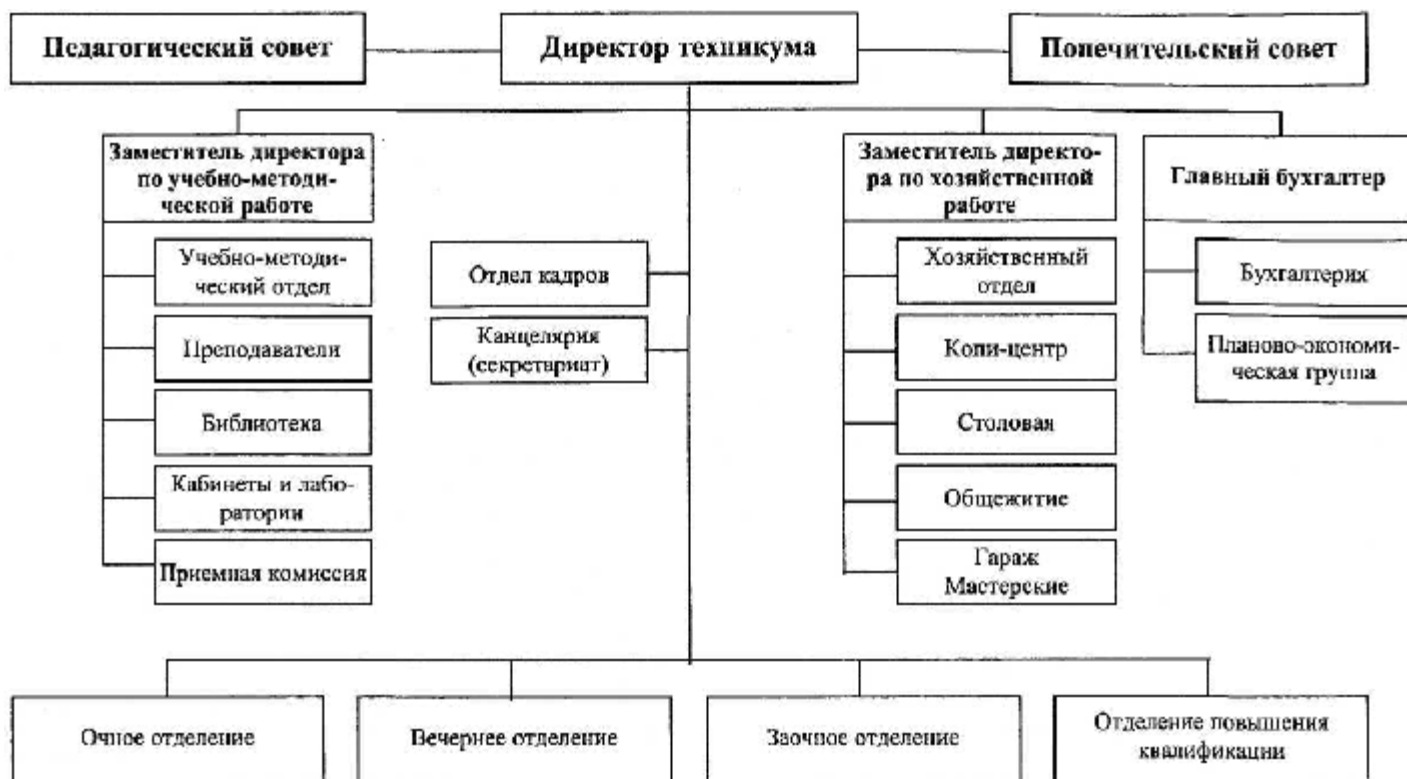 Педагогический совет
Директор техникума
Попечительский совет
Заместитель директора
по учебно-методи-
ческой работе
Заместитель директо-
ра по хозяйственной
работе
Главный бухгалтер
Учебно-методи-
ческий отдел
Преподаватели
Библиотека
Кабинеты и лабо-
ратории
Приемная комиссия
Отдел кадров
Канцелярия
(секретариат)
Хозяйственный
отдел
Копи-центр
Столовая
Общежитие
Гараж
Мастерские
Бухгалтерия
Планово-экономи-
ческая группа
Очное отделение
Вечернее отделение
Заочное отделение
Отделение повышения
квалификации